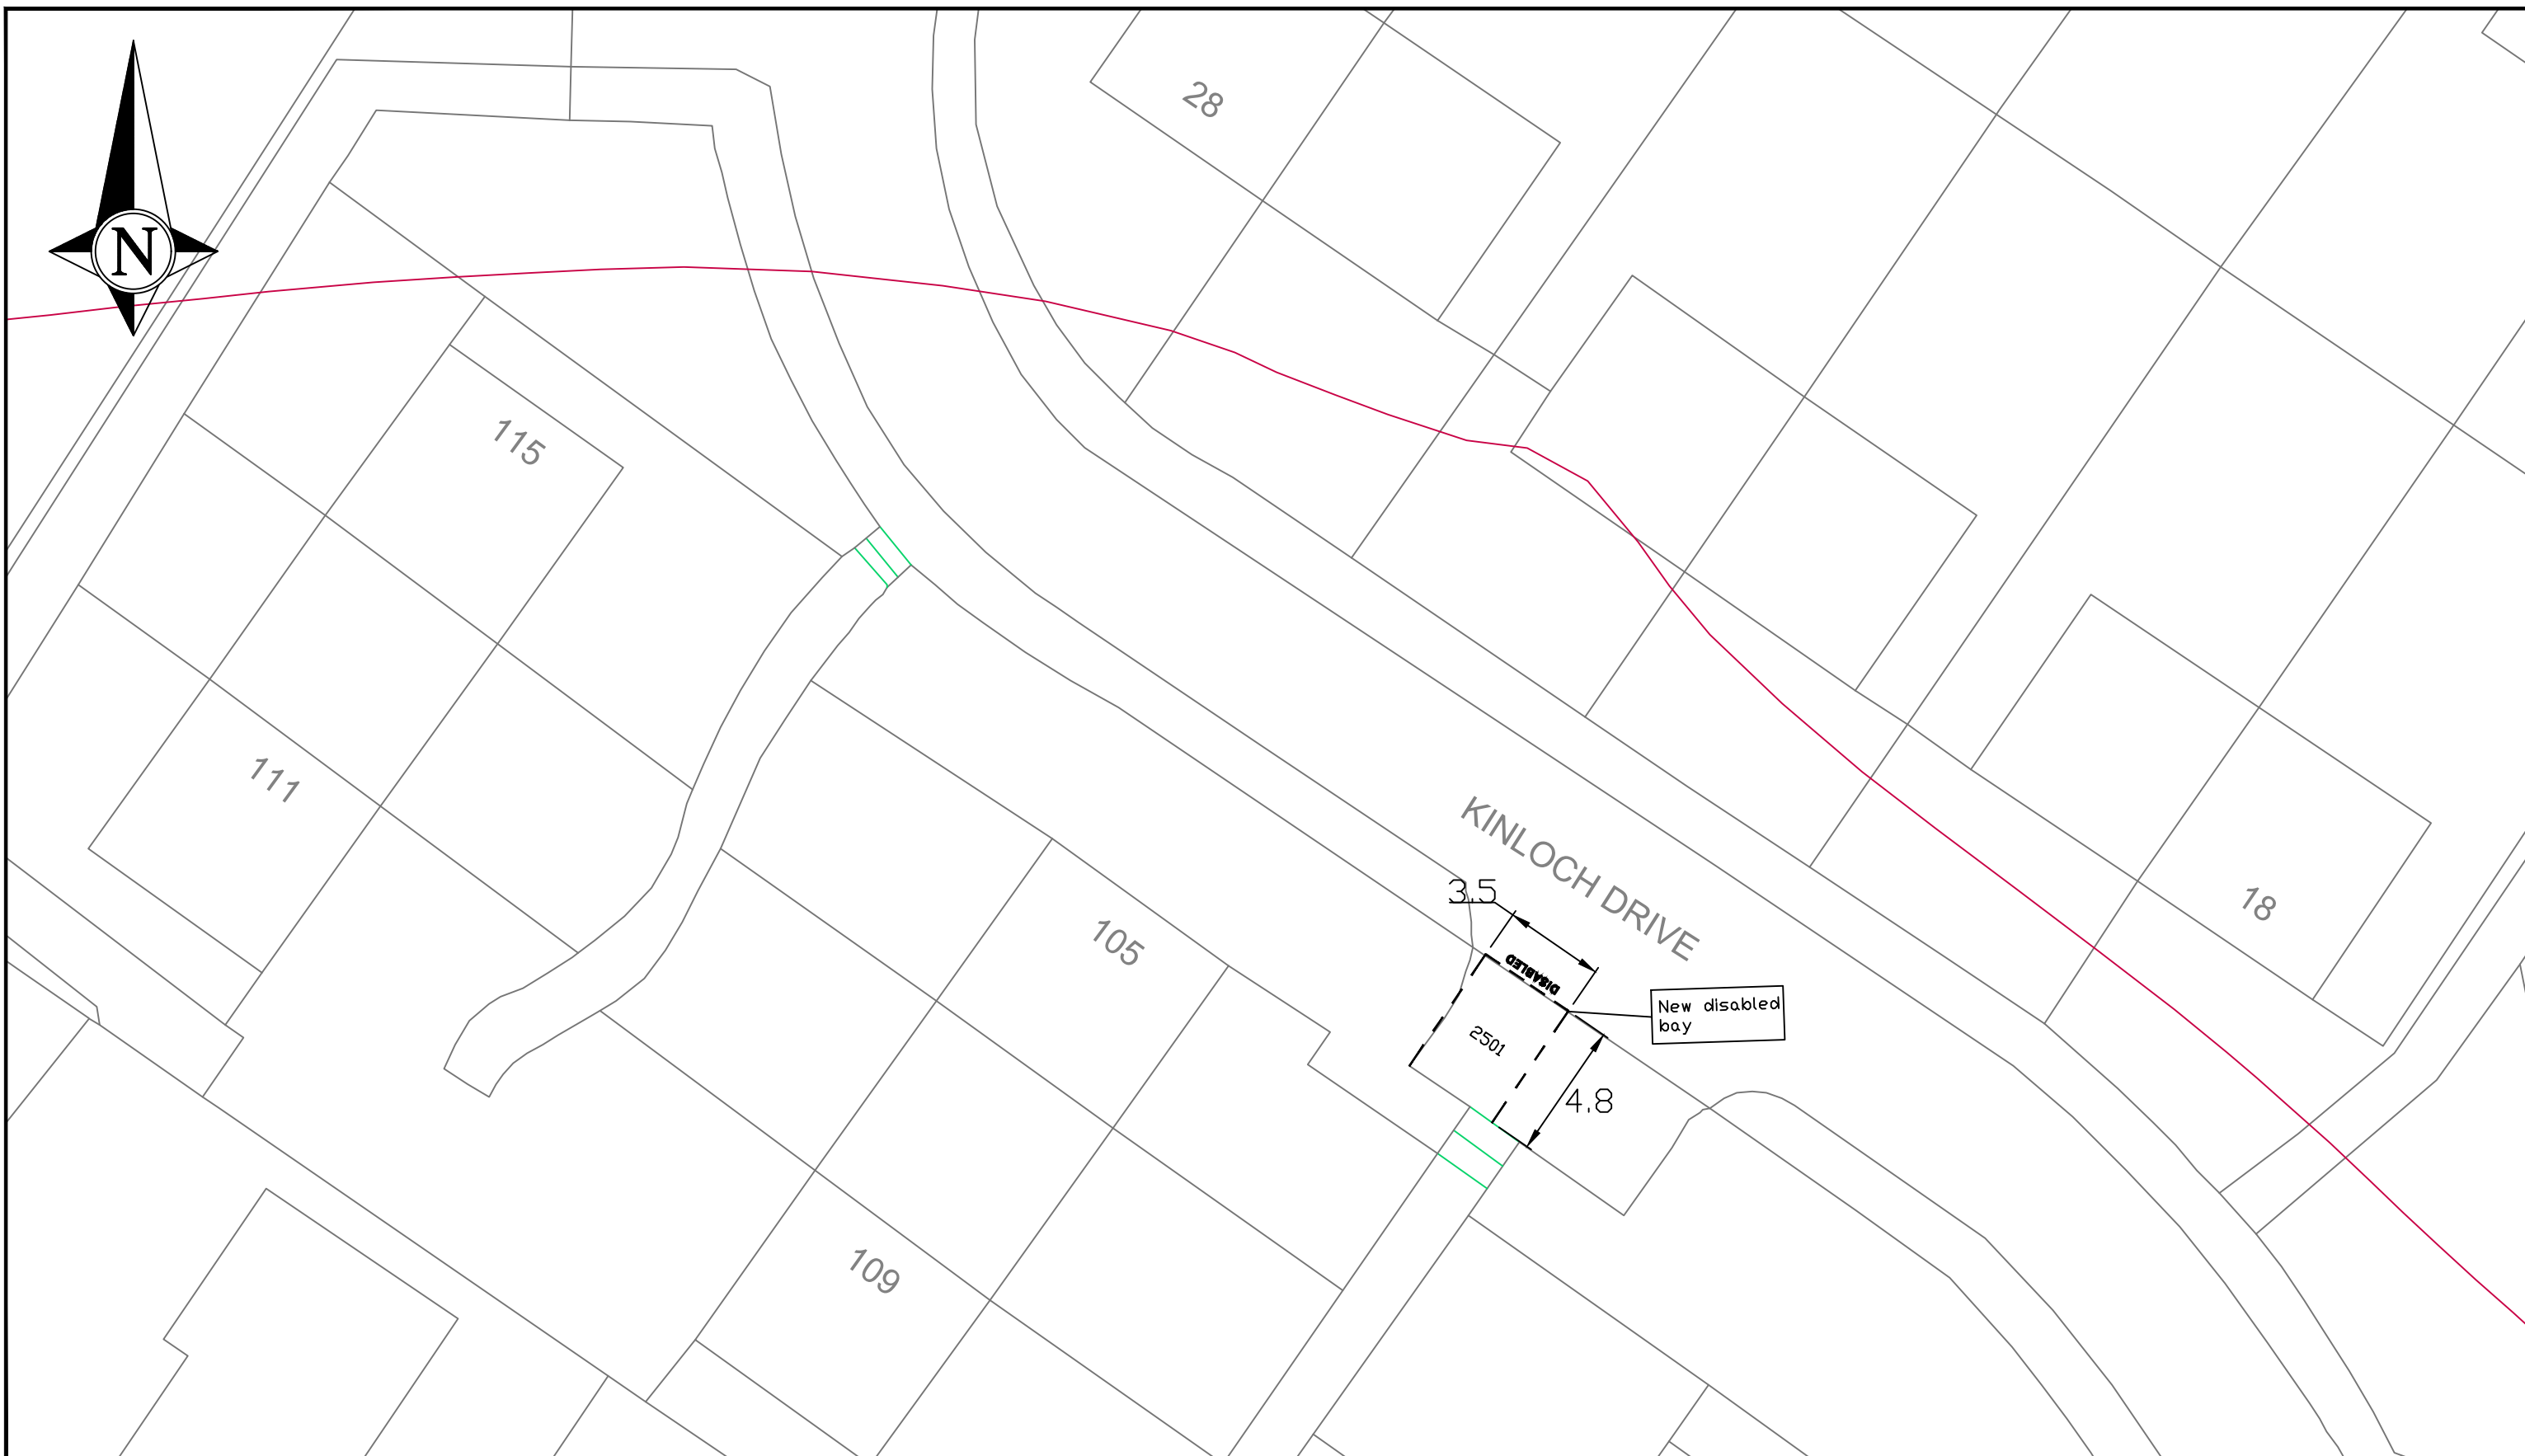 28
N
115
111
KINLOCH DRIVE
3.5
18
105
DISABLED
New disabled
bay
2501
4.8
109